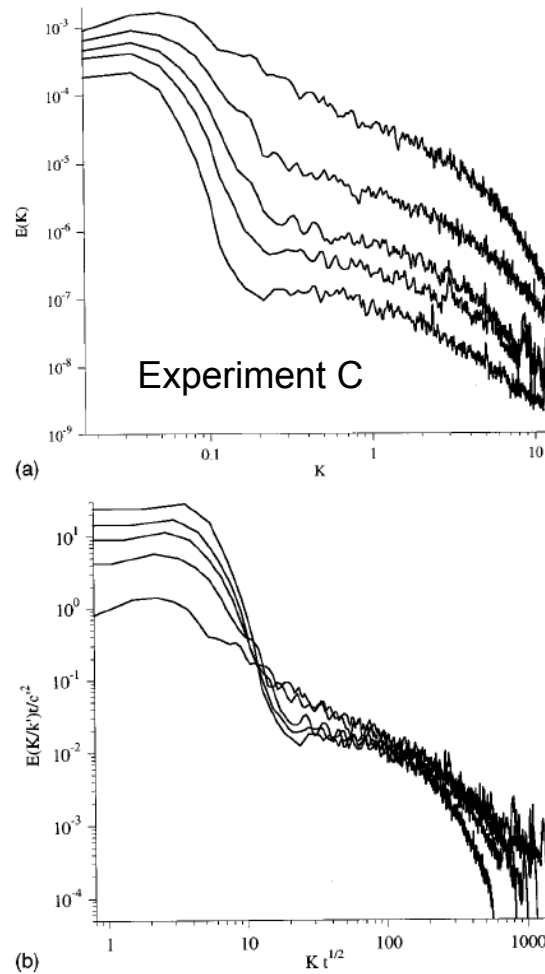 10⁻³
10⁻⁴
10⁻⁵
E(K)
10⁻⁶
10⁻⁷
10⁻⁸
10⁻⁹
Experiment C
0.1 1 10
(a) K
10¹
10⁰
10⁻¹
E(K/k')t/c'²
10⁻²
10⁻³
10⁻⁴
1 10 100 1000
(b) K t^1/2